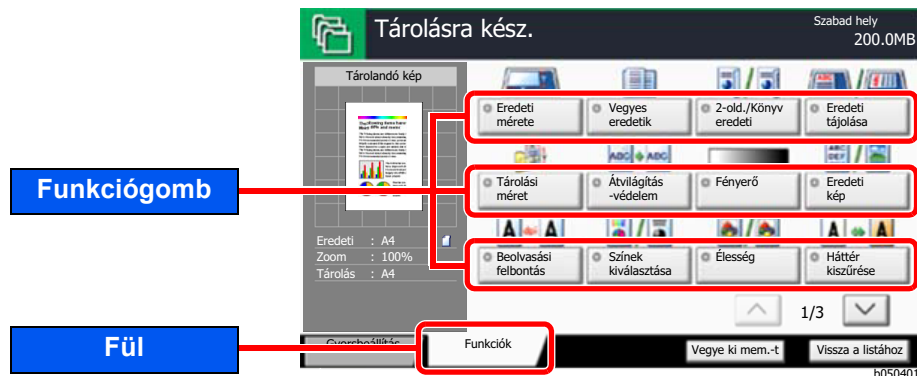 Tárolásra kész.
Szabad hely
200.0MB
Tárolandó kép
Eredeti
mérete
Vegyes
eredetik
2-old./Könyv
eredeti
Eredeti
tájolása
Funkciógomb
Tárolási
méret
Átvilágítás
-védelem
Fényerő
Eredeti
kép
Eredeti : A4
Zoom : 100%
Tárolás : A4
Beolvasási
felbontás
Színek
kiválasztása
Élesség
Háttér
kiszűrése
1/3
Fül
Gyorsbeállítás
Funkciók
Vegye ki mem.-t
Vissza a listához
b050401